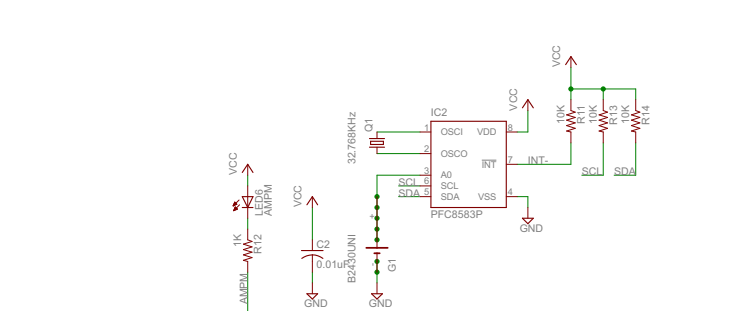 VCC
10K
R11
10K
R13
10K
R14
SCL
SDA
VCC
IC2
1 OSCI VDD 8
2 OSCO
INT 7 INT-
3 A0
SCL 6 SCL
SDA 5 SDA VSS 4
PFC8583P
GND
32.768KHz
Q1
VCC
LED6
AMPM
1K
R12
AMPM
VCC
C2
0.01uF
GND
B2430UNI
+
-
G1
GND